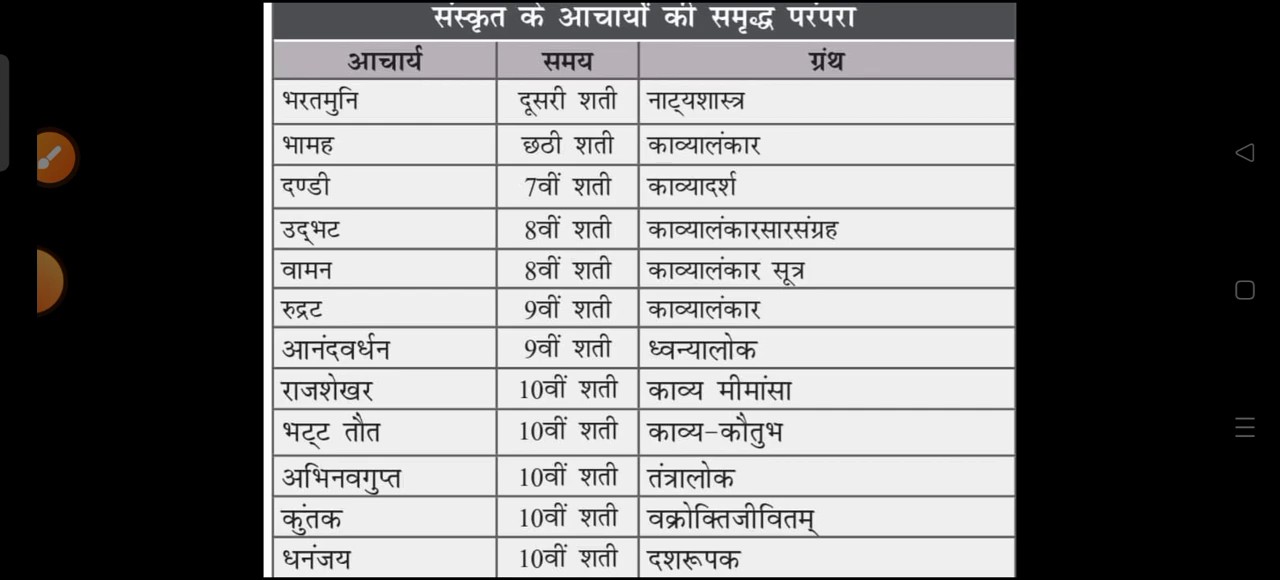 संस्कृत के आचार्यों की समृद्ध परंपरा
आचार्य समय ग्रंथ
भरतमुनि दूसरी शती नाट्यशास्त्र
भामह छठी शती काव्यालंकार
दण्डी 7वीं शती काव्यादर्श
उद्भट 8वीं शती काव्यालंकारसारसंग्रह
वामन 8वीं शती काव्यालंकार सूत्र
रुद्रट 9वीं शती काव्यालंकार
आनंदवर्धन 9वीं शती ध्वन्यालोक
राजशेखर 10वीं शती काव्य मीमांसा
भट्ट तौत 10वीं शती काव्य-कौतुभ
अभिनवगुप्त 10वीं शती तंत्रालोक
कुंतक 10वीं शती वक्रोक्तिजीवितम्
धनंजय 10वीं शती दशरूपक